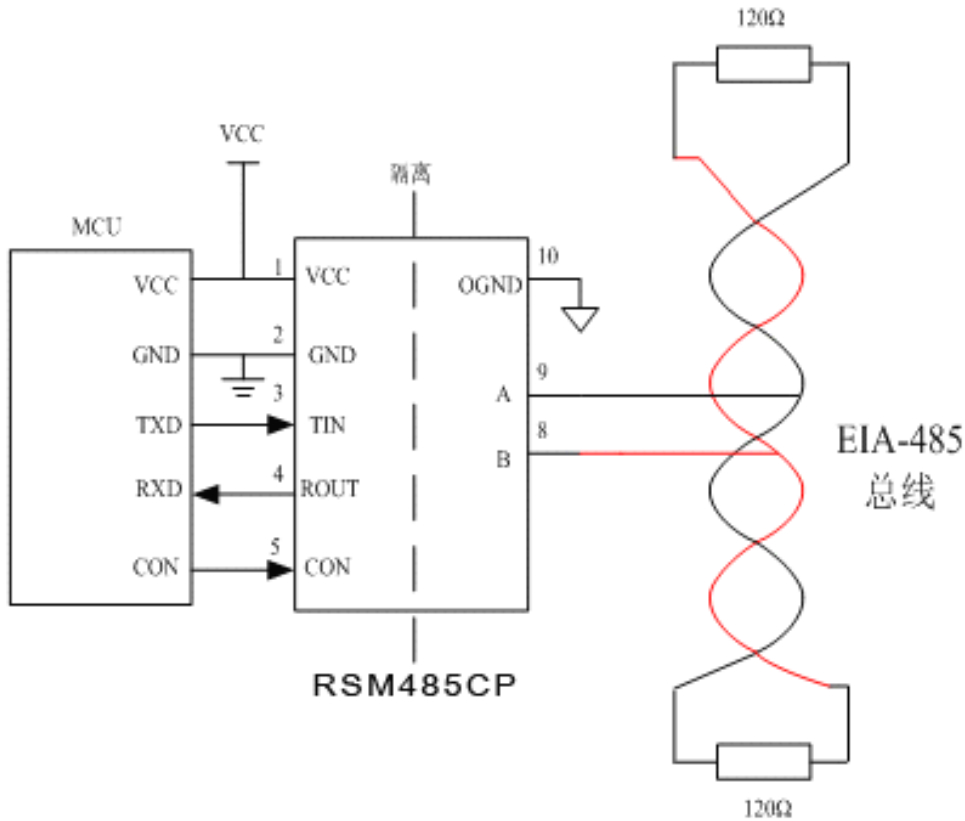 120Ω
VCC
隔离
MCU
VCC
1
VCC
OGND
10
GND
2
GND
9
A
TXD
3
TIN
8
B
EIA-485
总线
RXD
4
ROUT
CON
5
CON
RSM485CP
120Ω